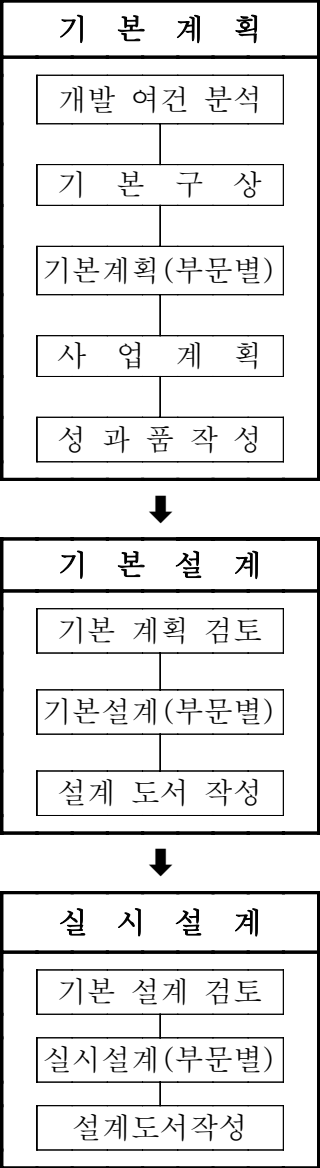 기 본 계 획
개발 여건 분석
기 본 구 상
기본계획(부문별)
사 업 계 획
성 과 품 작 성
기 본 설 계
기본 계획 검토
기본설계(부문별)
설계 도서 작성
실 시 설 계
기본 설계 검토
실시설계(부문별)
설계도서작성